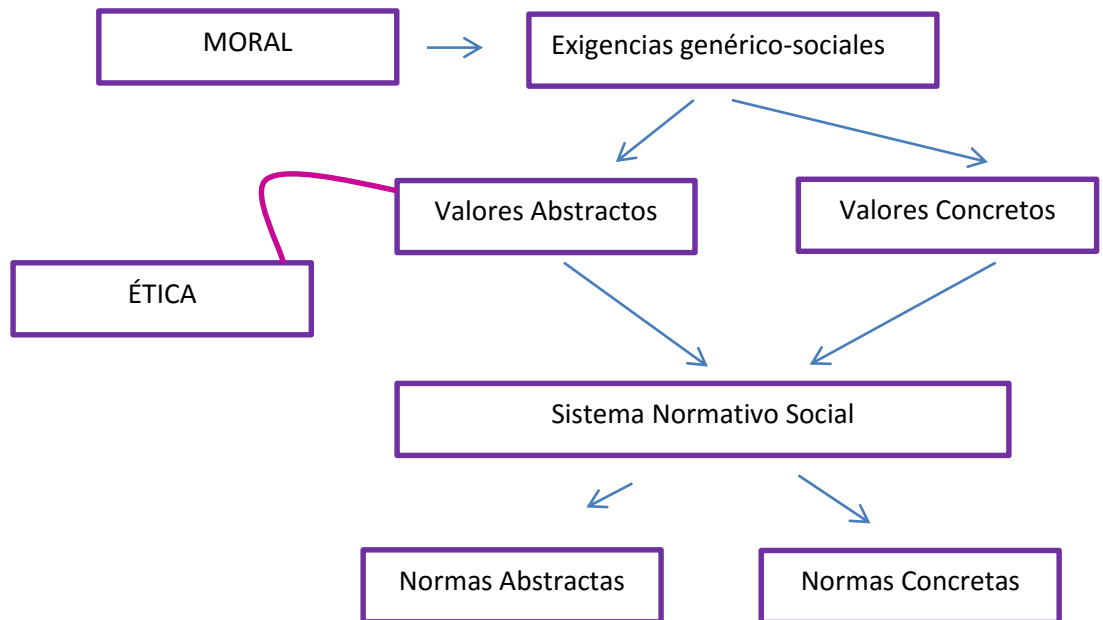 MORAL
Exigencias genérico-sociales
Valores Abstractos
Valores Concretos
ÉTICA
Sistema Normativo Social
Normas Abstractas
Normas Concretas